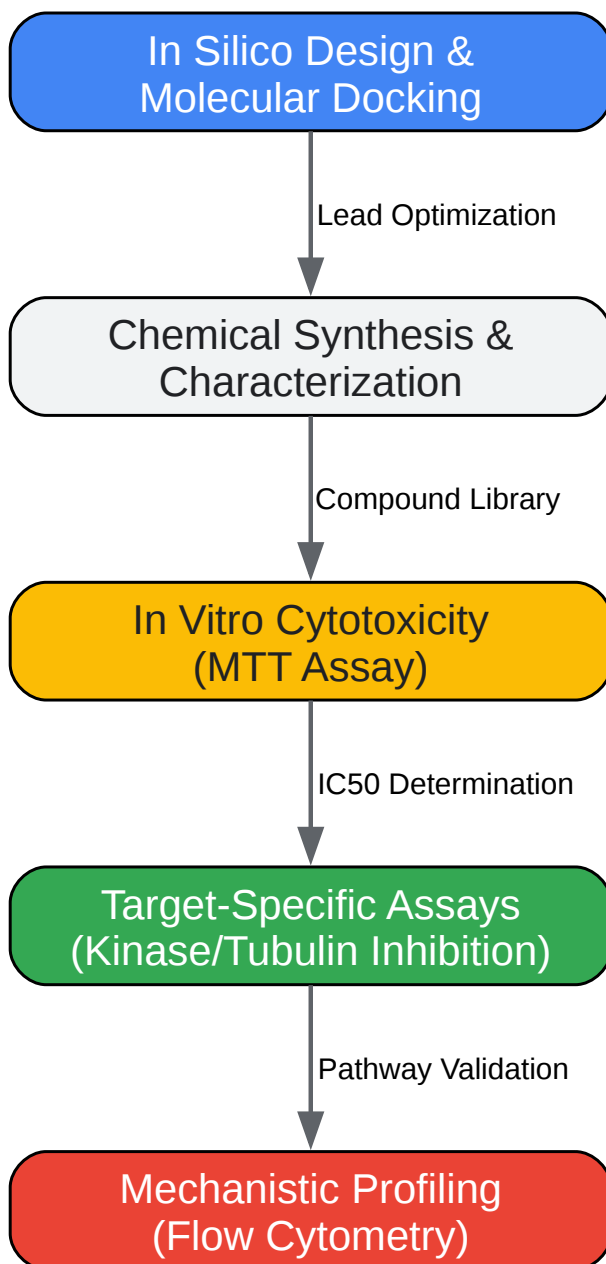 In Silico Design &
Molecular Docking
Lead Optimization
Chemical Synthesis &
Characterization
Compound Library
In Vitro Cytotoxicity
(MTT Assay)
IC50 Determination
Target-Specific Assays
(Kinase/Tubulin Inhibition)
Pathway Validation
Mechanistic Profiling
(Flow Cytometry)